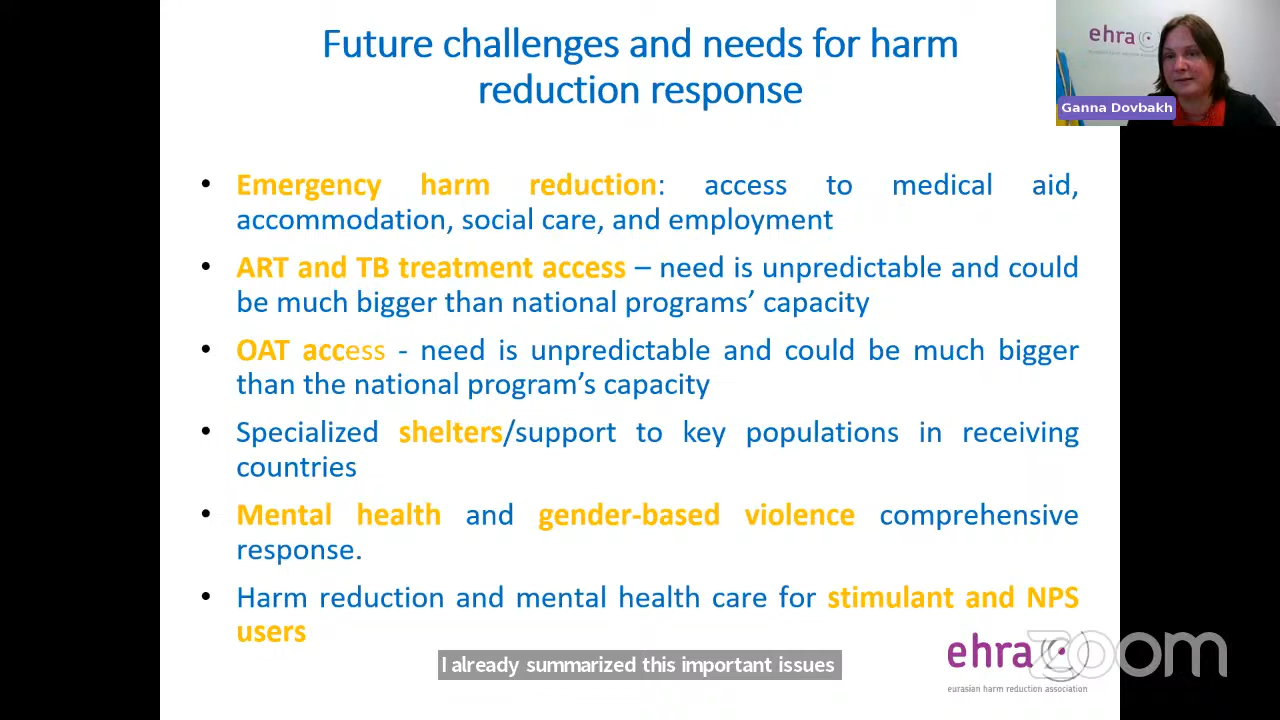 Future challenges and needs for harm
reduction response
ehra
Ganna Dovbakh
• Emergency harm reduction: access to medical aid,
accommodation, social care, and employment
• ART and TB treatment access – need is unpredictable and could
be much bigger than national programs’ capacity
• OAT access - need is unpredictable and could be much bigger
than the national program’s capacity
• Specialized shelters/support to key populations in receiving
countries
• Mental health and gender-based violence comprehensive
response.
• Harm reduction and mental health care for stimulant and NPS
users
I already summarized this important issues
ehra
eurasian harm reduction association
zoom